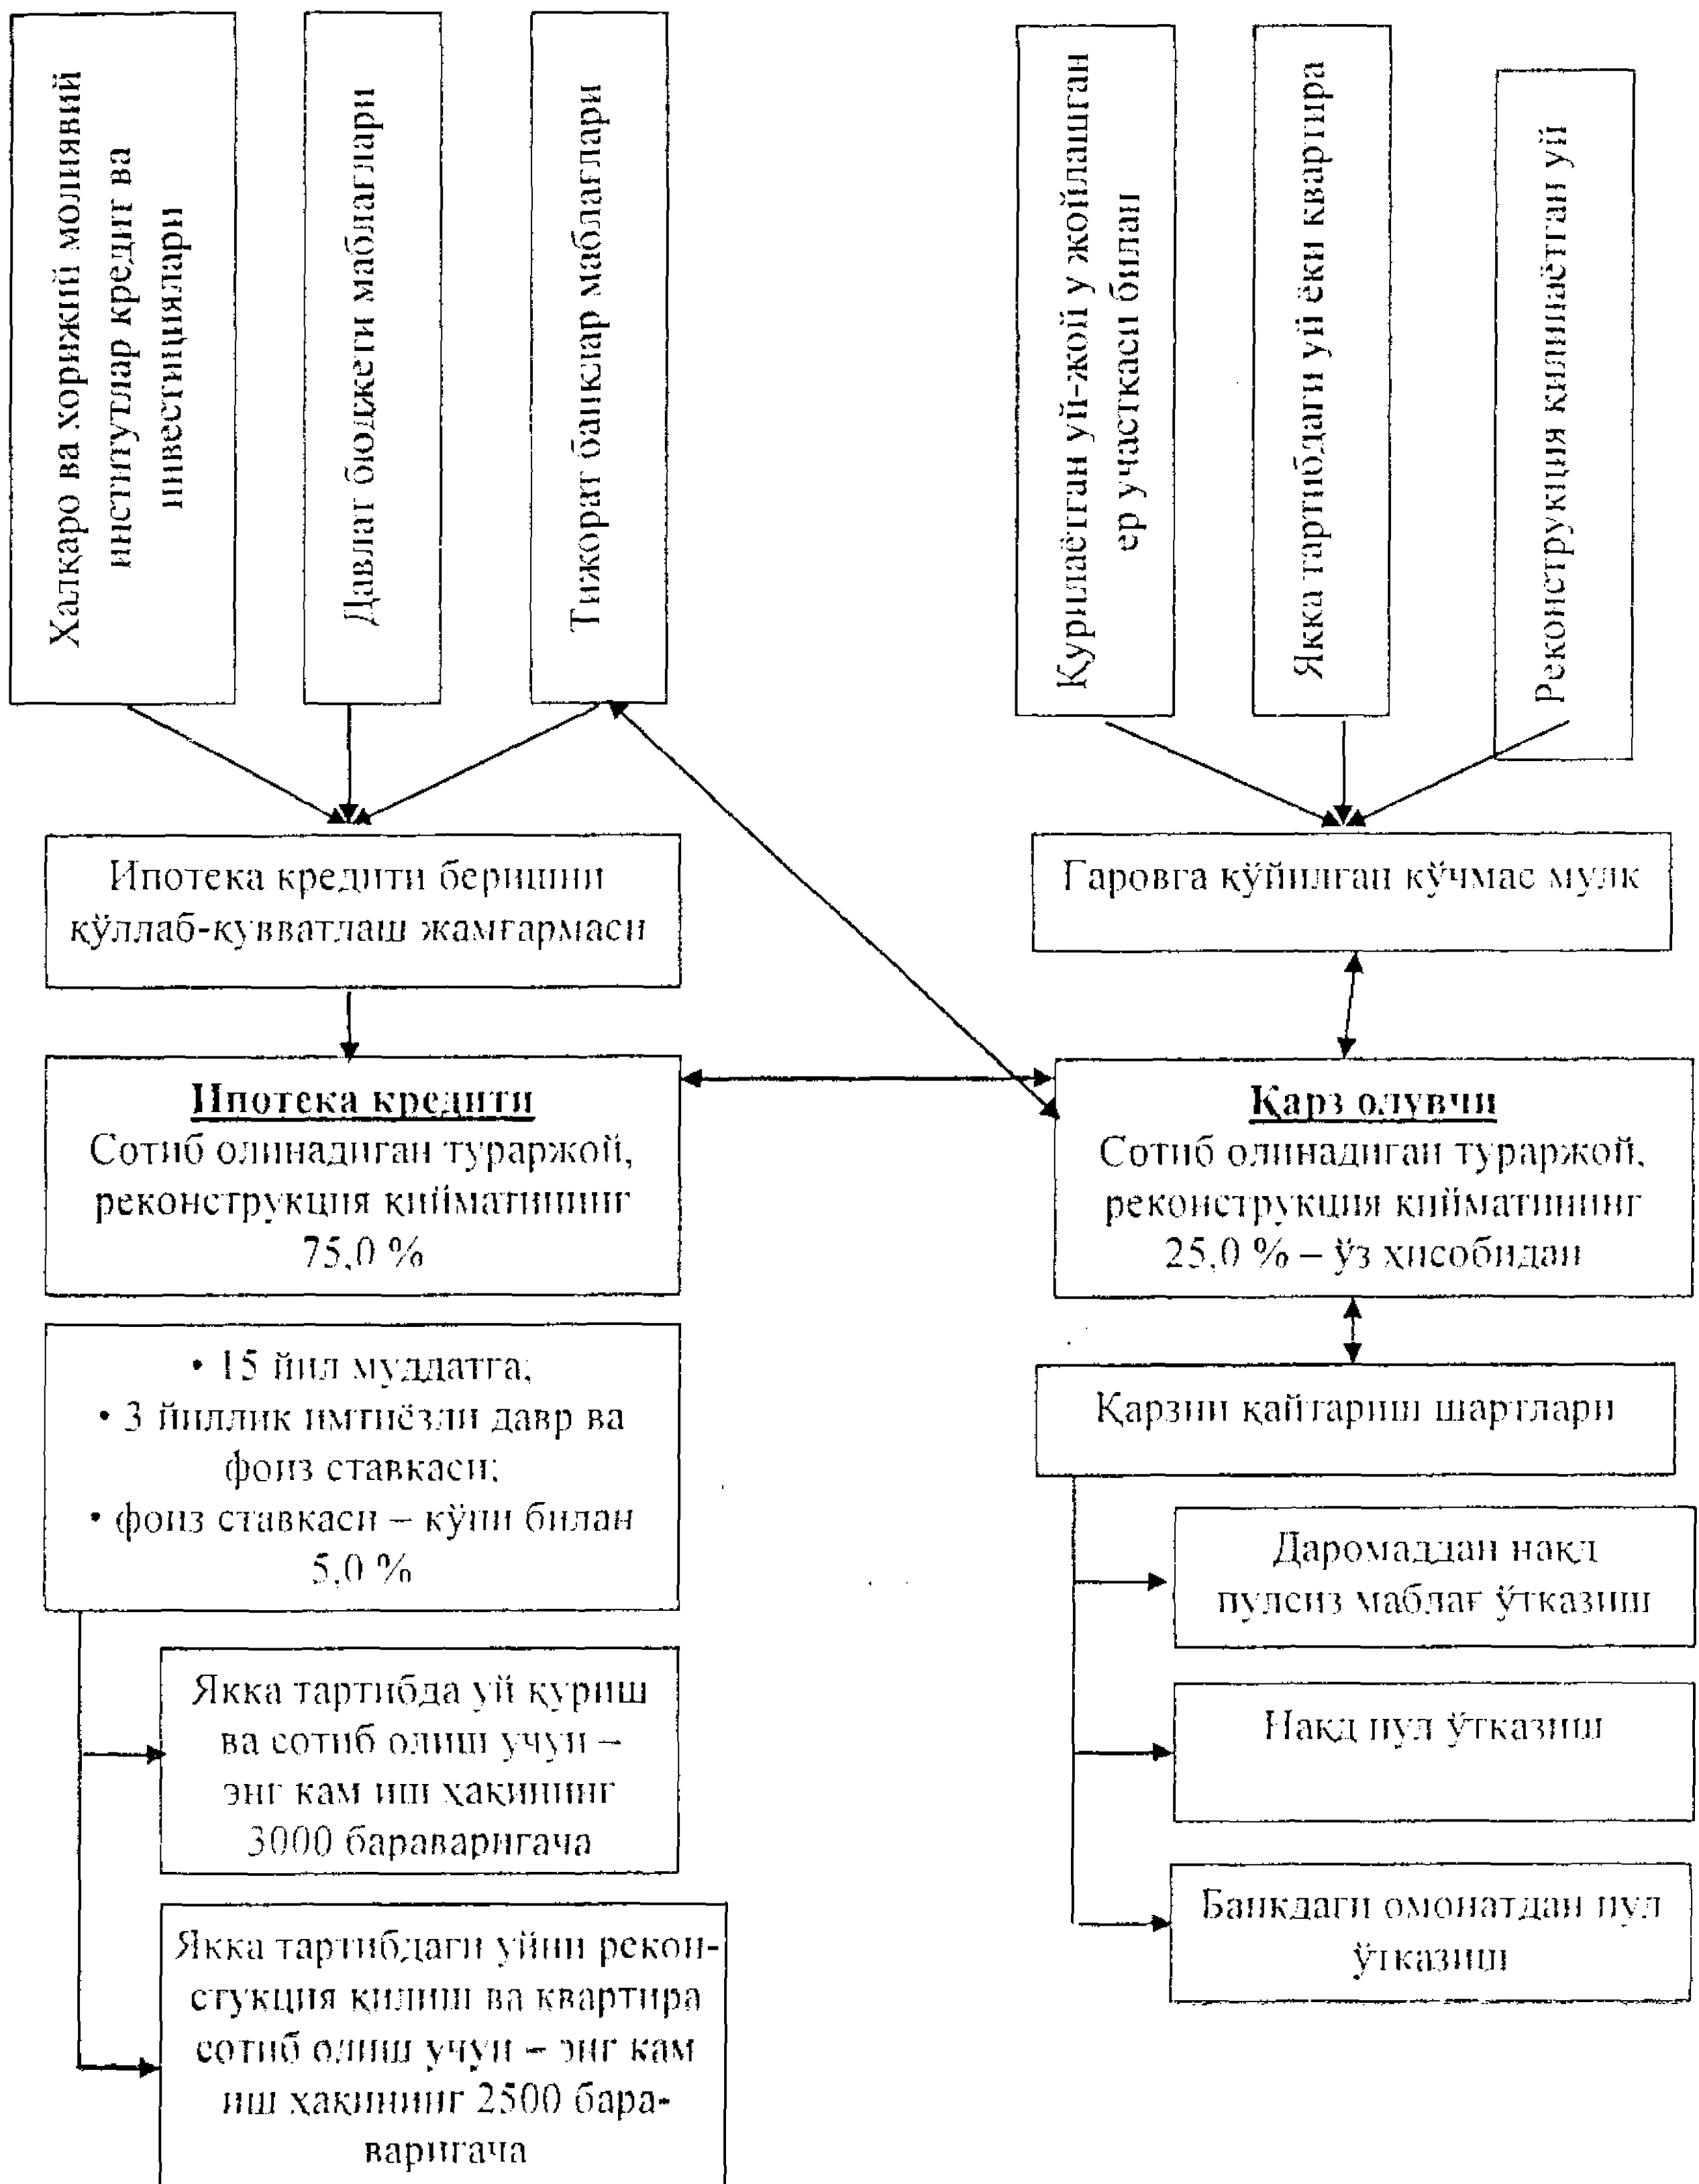 Халқаро ва хорижий молиявий
институтлар кредит ва
инвестициялари
Давлат бюджети маблағлари
Тижорат банклар маблағлари
Қурилаётган уй-жой у жойлашган
ер участкаси билан
Якка тартибдаги уй ёки квартира
Реконструкция килинаётган уй
Ипотека кредити беришни
қўллаб-қувватлаш жамғармаси
Гаровга қўйилган кўчмас мулк
Ипотека кредити
Сотиб олинадиган тураржой,
реконструкция қийматининг
75,0 %
Қарз олувчи
Сотиб олинадиган тураржой,
реконструкция қийматининг
25,0 % – ўз ҳисобидан
• 15 йил муддатга;
• 3 йиллик имтиёзли давр ва
фоиз ставкаси;
• фоиз ставкаси – кўпи билан
5,0 %
Қарзни қайтариш шартлари
Даромаддан нақд
пулсиз маблағ ўтказиш
Нақд пул ўтказиш
Банкдаги омонатдан пул
ўтказиш
Якка тартибда уй қуриш
ва сотиб олиш учун –
энг кам иш ҳақининг
3000 бараваригача
Якка тартибдаги уйни рекон-
стукция қилиш ва квартира
сотиб олиш учун – энг кам
иш ҳақининг 2500 бара-
варигача